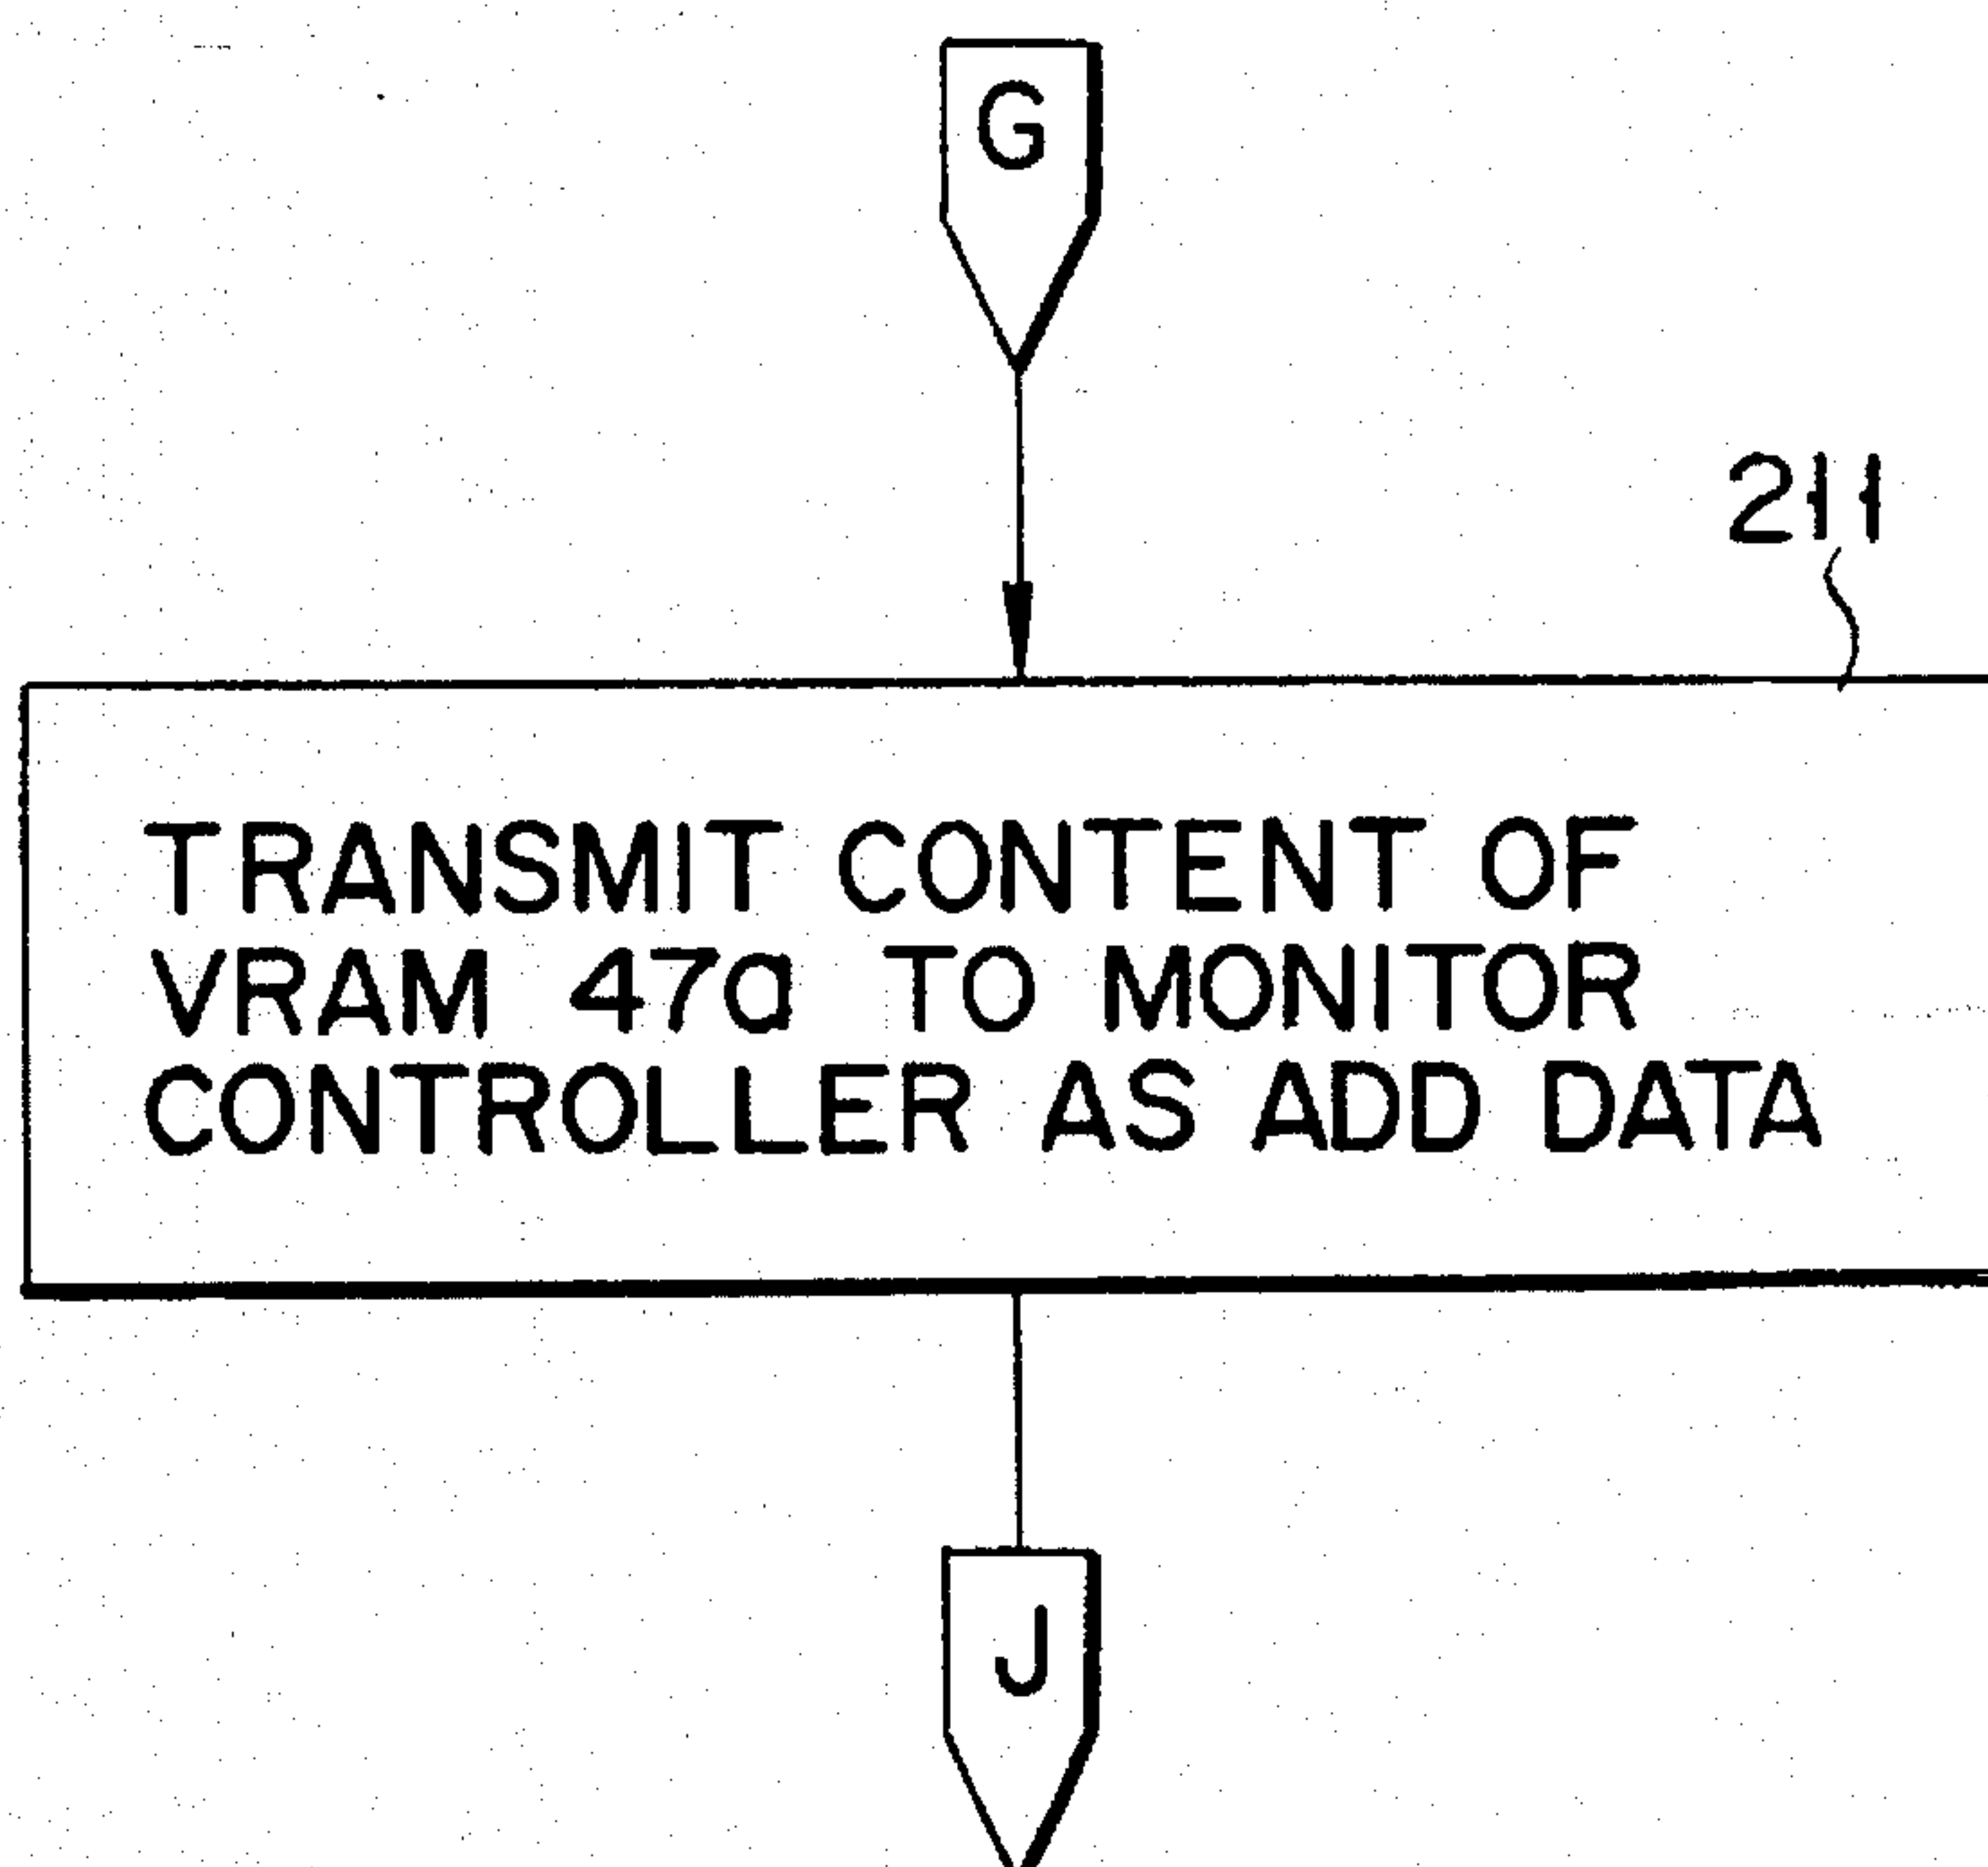 G
211
TRANSMIT CONTENT OF
VRAM 47a TO MONITOR
CONTROLLER AS ADD DATA
J